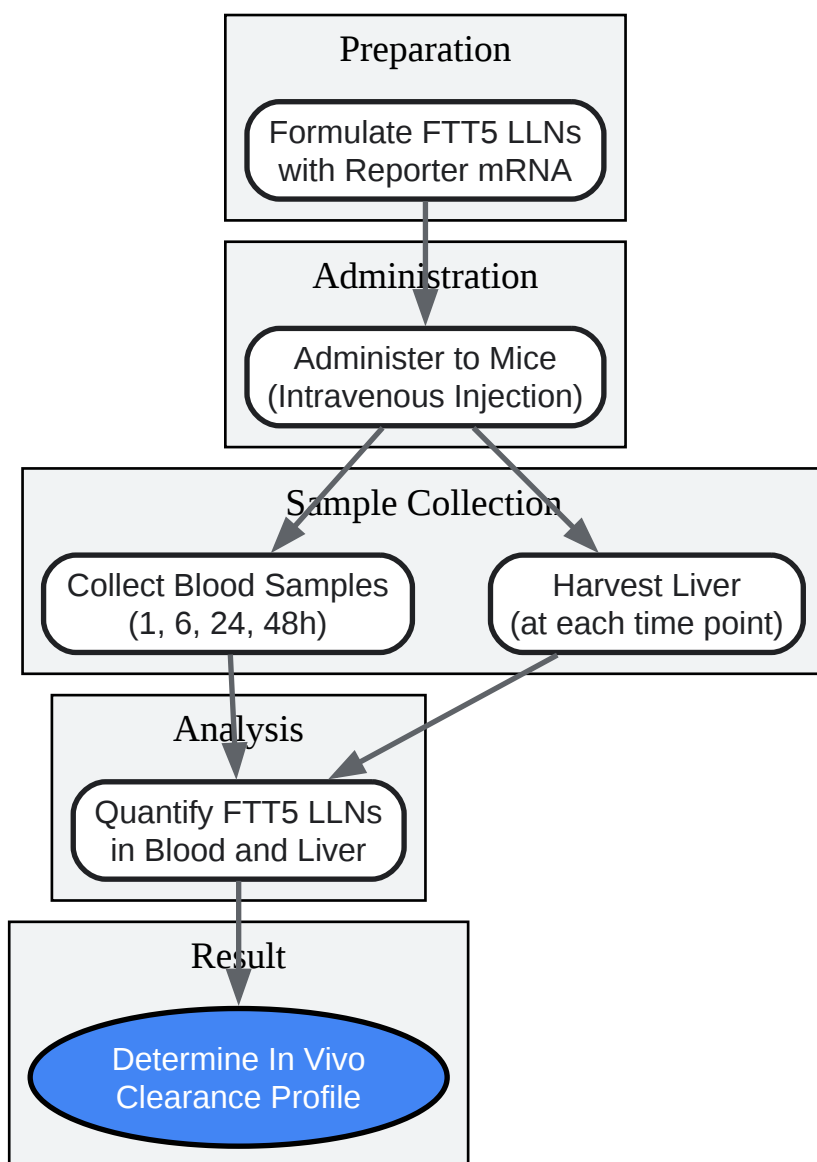 Preparation
Formulate FTT5 LLNs
with Reporter mRNA
Administration
Administer to Mice
(Intravenous Injection)
Sample Collection
Collect Blood Samples
(1, 6, 24, 48h)
Harvest Liver
(at each time point)
Analysis
Quantify FTT5 LLNs
in Blood and Liver
Result
Determine In Vivo
Clearance Profile